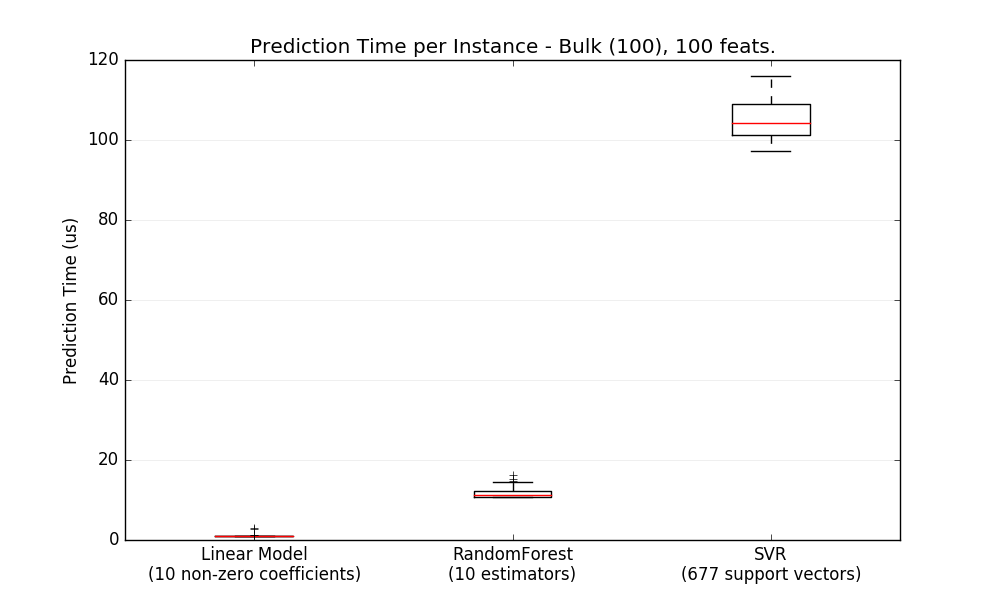 Prediction Time per Instance - Bulk (100), 100 feats.
120
100
80
60
40
20
0
Prediction Time (us)
Linear Model
(10 non-zero coefficients)
RandomForest
(10 estimators)
SVR
(677 support vectors)